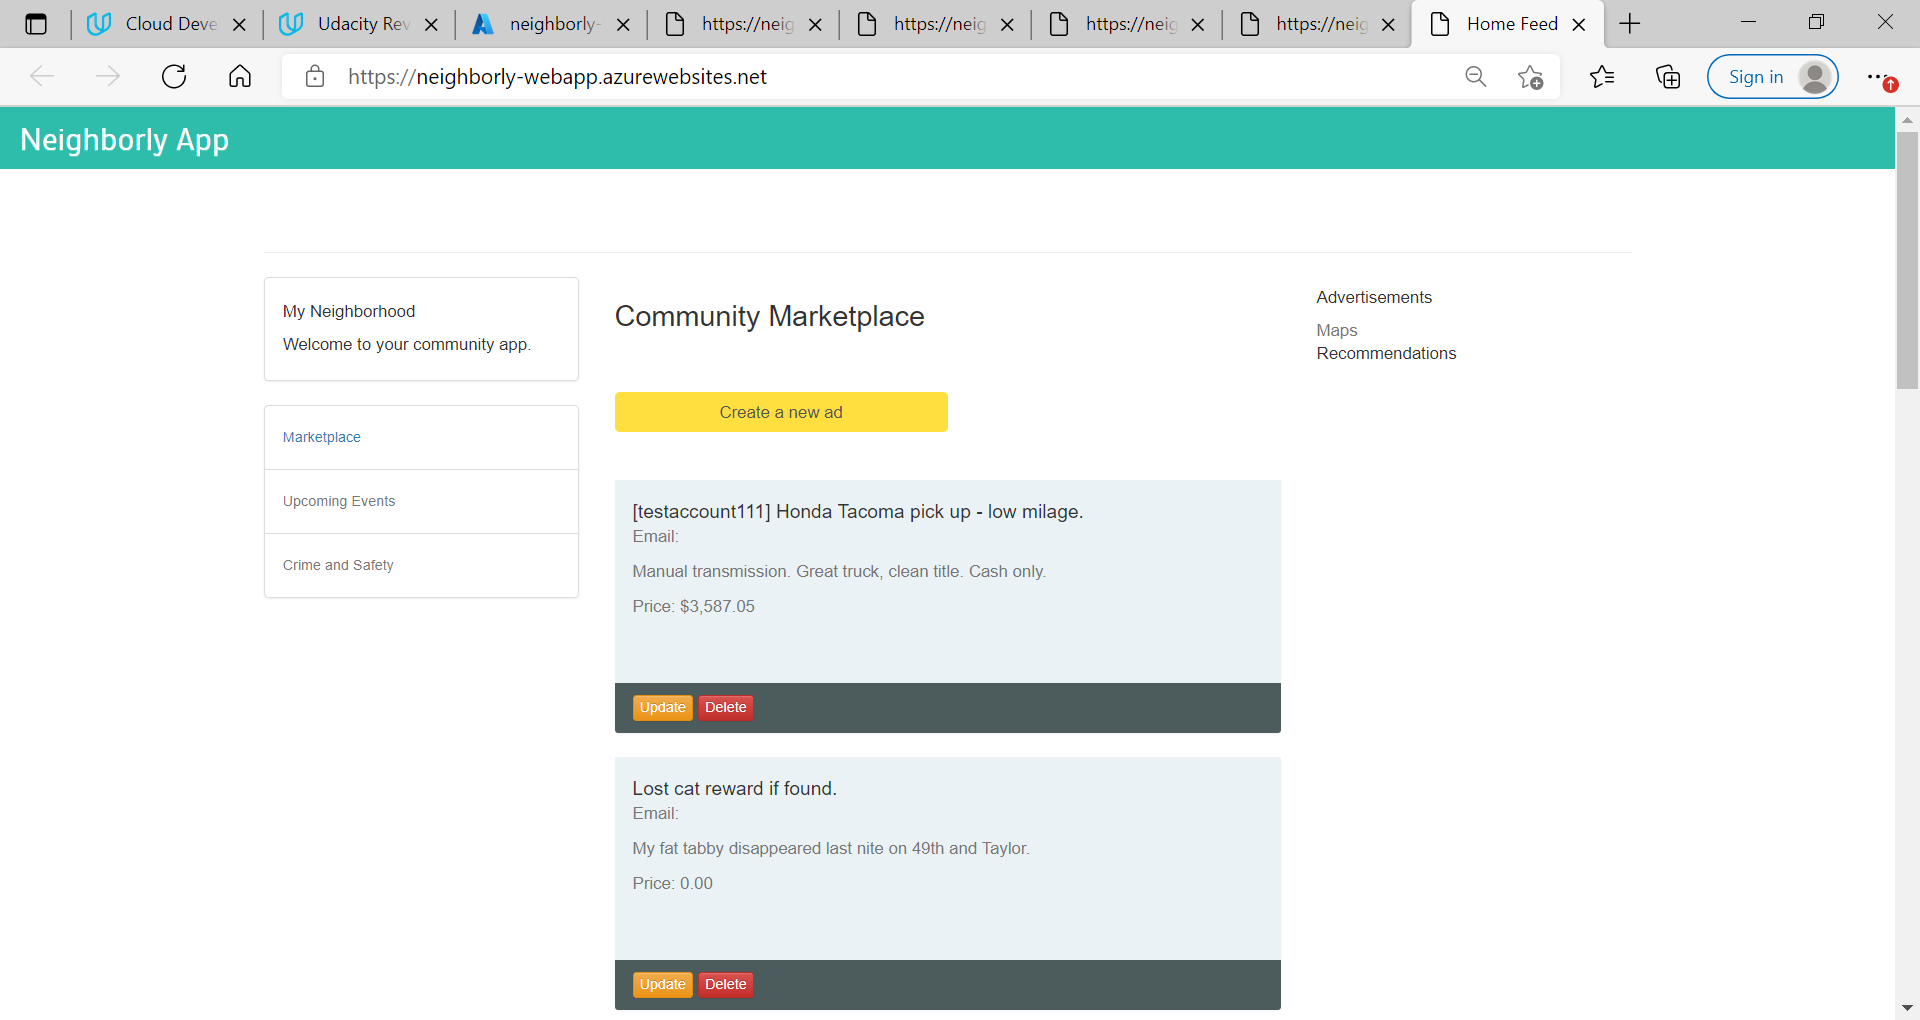 Cloud Deve
Udacity Rev
neighborly-
https://neig
https://neig
https://neig
https://neig
Home Feed
https://neighborly-webapp.azurewebsites.net
Sign in
Neighborly App
My Neighborhood
Welcome to your community app.
Marketplace
Upcoming Events
Crime and Safety
Community Marketplace
Create a new ad
[testaccount111] Honda Tacoma pick up - low milage.
Email:
Manual transmission. Great truck, clean title. Cash only.
Price: $3,587.05
Update Delete
Lost cat reward if found.
Email:
My fat tabby disappeared last nite on 49th and Taylor.
Price: 0.00
Update Delete
Advertisements
Maps
Recommendations